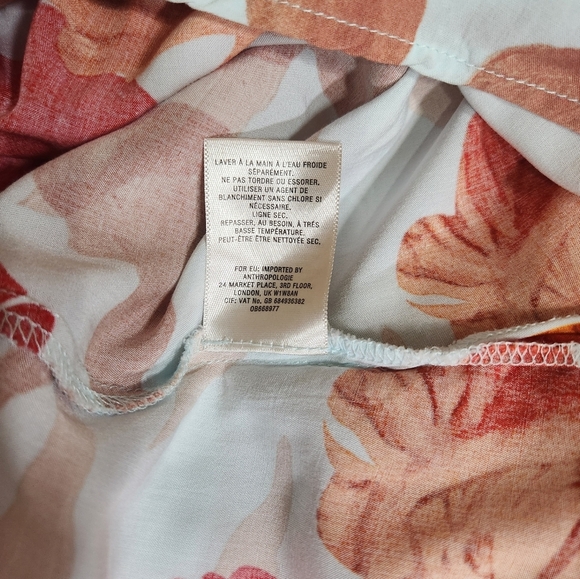 LAVER À LA MAIN À L'EAU FROIDE
SÉPARÉMENT.
NE PAS TORDRE OU ESSORER.
UTILISER UN AGENT DE
BLANCHIMENT SANS CHLORE SI
NÉCESSAIRE.
LIGNE SEC.
REPASSER, AU BESOIN, À TRÈS
BASSE TEMPÉRATURE.
PEUT-ÊTRE ÊTRE NETTOYÉE SEC.
FOR EU: IMPORTED BY
ANTHROPOLOGIE
24 MARKET PLACE, 3RD FLOOR,
LONDON, UK W1W8AN
CIF: VAT No. GB 684930382
OB668977